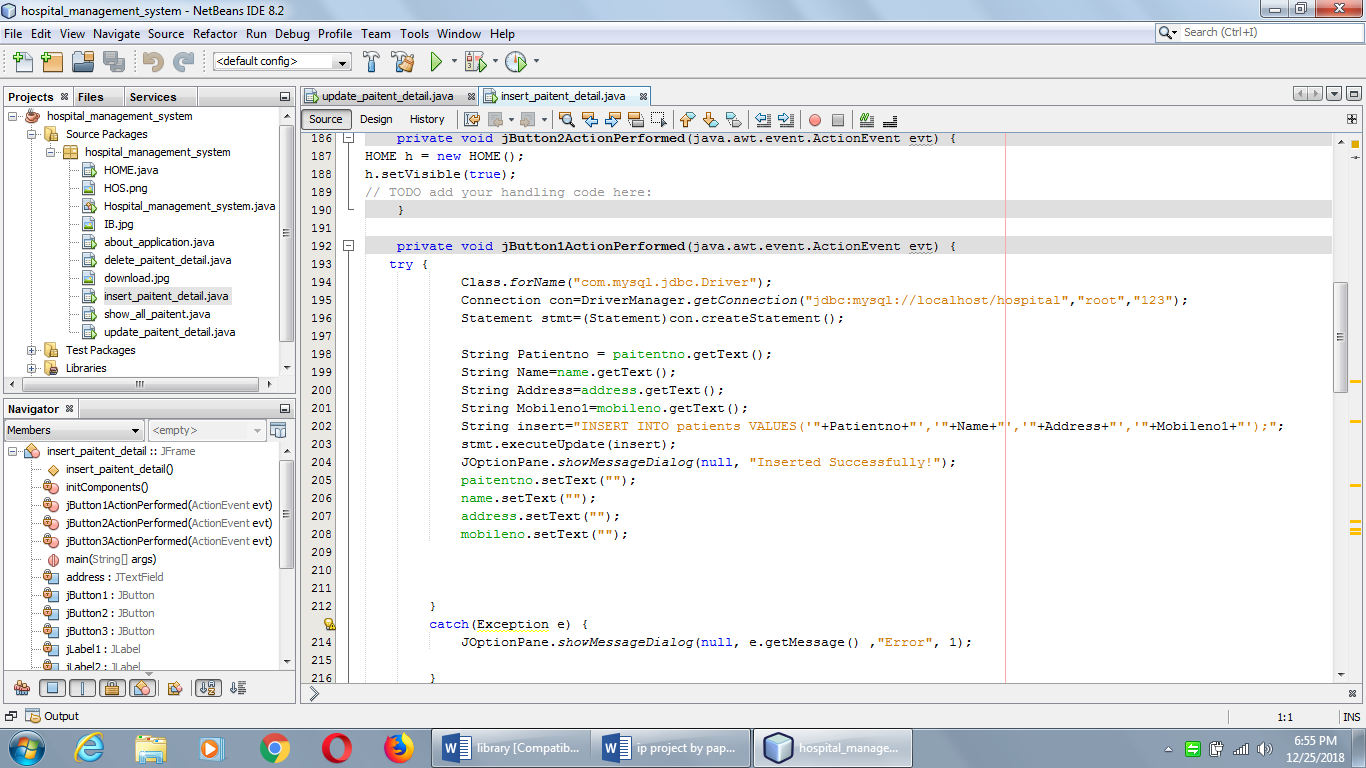 hospital_management_system - NetBeans IDE 8.2
File Edit View Navigate Source Refactor Run Debug Profile Team Tools Window Help
Search (Ctrl+I)
<default config>
Projects Files Services
hospital_management_system
Source Packages
hospital_management_system
HOME.java
HOS.png
Hospital_management_system.java
IB.jpg
about_application.java
delete_paitent_detail.java
download.jpg
insert_paitent_detail.java
show_all_paitent.java
update_paitent_detail.java
Test Packages
Libraries
Navigator
Members <empty>
insert_paitent_detail :: JFrame
insert_paitent_detail()
initComponents()
jButton1ActionPerformed(ActionEvent evt)
jButton2ActionPerformed(ActionEvent evt)
jButton3ActionPerformed(ActionEvent evt)
main(String[] args)
address : JTextField
jButton1 : JButton
jButton2 : JButton
jButton3 : JButton
jLabel1 : JLabel
jLabel2 : JLabel
update_paitent_detail.java insert_paitent_detail.java
Source Design History
186 private void jButton2ActionPerformed(java.awt.event.ActionEvent evt) {
187 HOME h = new HOME();
188 h.setVisible(true);
189 // TODO add your handling code here:
190 }
191
192 private void jButton1ActionPerformed(java.awt.event.ActionEvent evt) {
193 try {
194 Class.forName("com.mysql.jdbc.Driver");
195 Connection con=DriverManager.getConnection("jdbc:mysql://localhost/hospital","root","123");
196 Statement stmt=(Statement)con.createStatement();
197
198 String Patientno = paitentno.getText();
199 String Name=name.getText();
200 String Address=address.getText();
201 String Mobileno1=mobileno.getText();
202 String insert="INSERT INTO patients VALUES('"+Patientno+"','"+Name+"','"+Address+"','"+Mobileno1+"');";
203 stmt.executeUpdate(insert);
204 JOptionPane.showMessageDialog(null, "Inserted Successfully!");
205 paitentno.setText("");
206 name.setText("");
207 address.setText("");
208 mobileno.setText("");
209
210
211
212 }
catch(Exception e) {
214 JOptionPane.showMessageDialog(null, e.getMessage() ,"Error", 1);
215
216 }
Output
1:1 INS
library [Compatib...
ip project by pap...
hospital_manage...
6:55 PM
12/25/2018